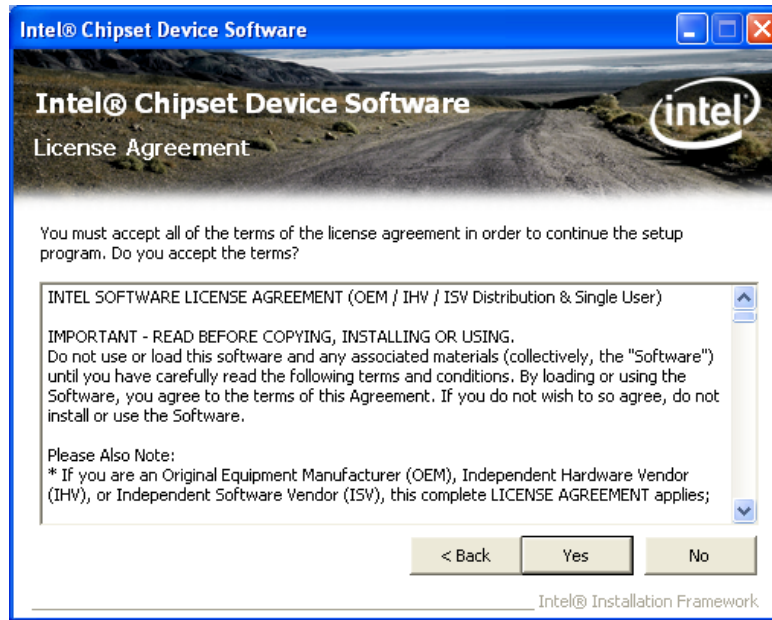 Intel® Chipset Device Software
Intel® Chipset Device Software
intel
License Agreement
You must accept all of the terms of the license agreement in order to continue the setup
program. Do you accept the terms?
INTEL SOFTWARE LICENSE AGREEMENT (OEM / IHV / ISV Distribution & Single User)
IMPORTANT - READ BEFORE COPYING, INSTALLING OR USING.
Do not use or load this software and any associated materials (collectively, the "Software")
until you have carefully read the following terms and conditions. By loading or using the
Software, you agree to the terms of this Agreement. If you do not wish to so agree, do not
install or use the Software.
Please Also Note:
* If you are an Original Equipment Manufacturer (OEM), Independent Hardware Vendor
(IHV), or Independent Software Vendor (ISV), this complete LICENSE AGREEMENT applies;
< Back Yes No
Intel® Installation Framework